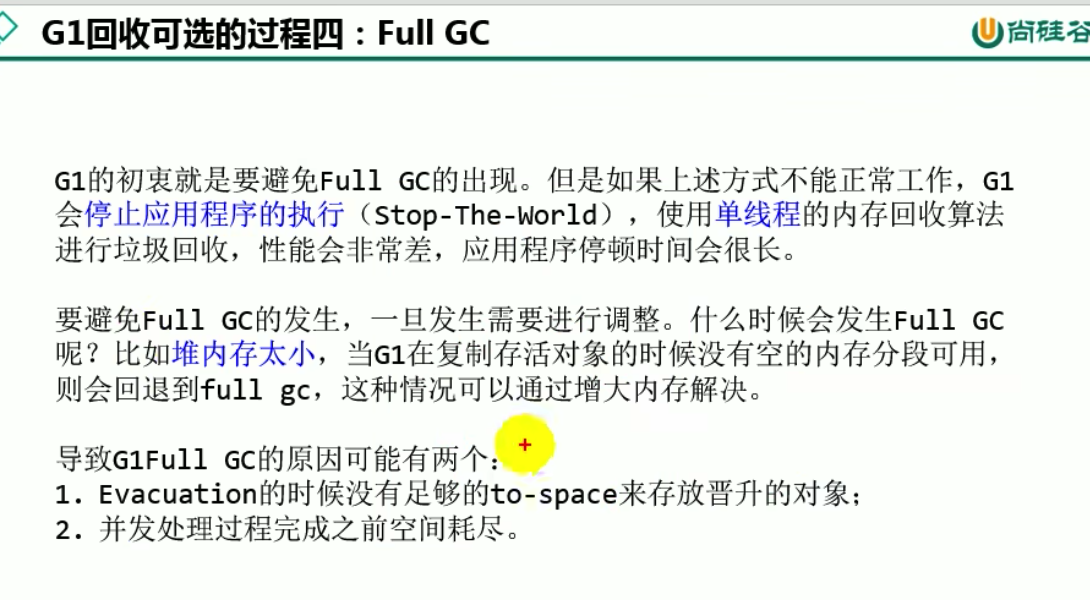 G1回收可选的过程四：Full GC
尚硅谷
G1的初衷就是要避免Full GC的出现。但是如果上述方式不能正常工作，G1
会停止应用程序的执行（Stop-The-World），使用单线程的内存回收算法
进行垃圾回收，性能会非常差，应用程序停顿时间会很长。
要避免Full GC的发生，一旦发生需要进行调整。什么时候会发生Full GC
呢？比如堆内存太小，当G1在复制存活对象的时候没有空的内存分段可用，
则会回退到full gc，这种情况可以通过增大内存解决。
导致G1Full GC的原因可能有两个：
1. Evacuation的时候没有足够的to-space来存放晋升的对象；
2. 并发处理过程完成之前空间耗尽。